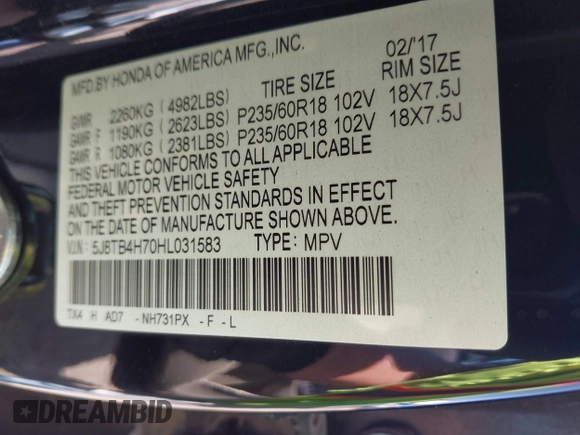 MFD.BY HONDA OF AMERICA MFG.,INC. 02/'17
TIRE SIZE RIM SIZE
GVWR 2260KG ( 4982LBS)
GAWR F 1190KG ( 2623LBS) P235/60R18 102V 18X7.5J
GAWR R 1080KG ( 2381LBS) P235/60R18 102V 18X7.5J
THIS VEHICLE CONFORMS TO ALL APPLICABLE
FEDERAL MOTOR VEHICLE SAFETY
AND THEFT PREVENTION STANDARDS IN EFFECT
ON THE DATE OF MANUFACTURE SHOWN ABOVE.
V.I.N: 5J8TB4H70HL031583 TYPE: MPV
TX4 H AD7 - NH731PX - F - L
DREAMBID